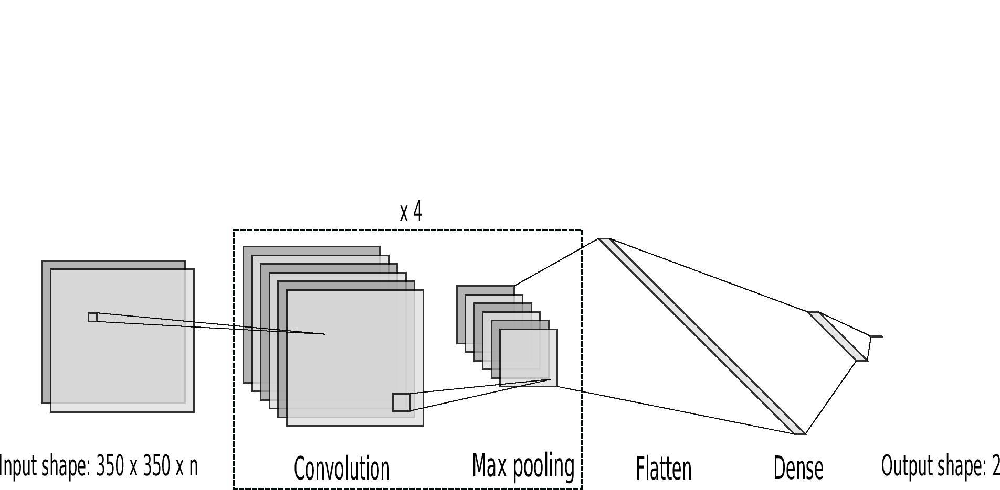 x 4
Input shape: 350 x 350 x n
Convolution
Max pooling
Flatten
Dense
Output shape: 2